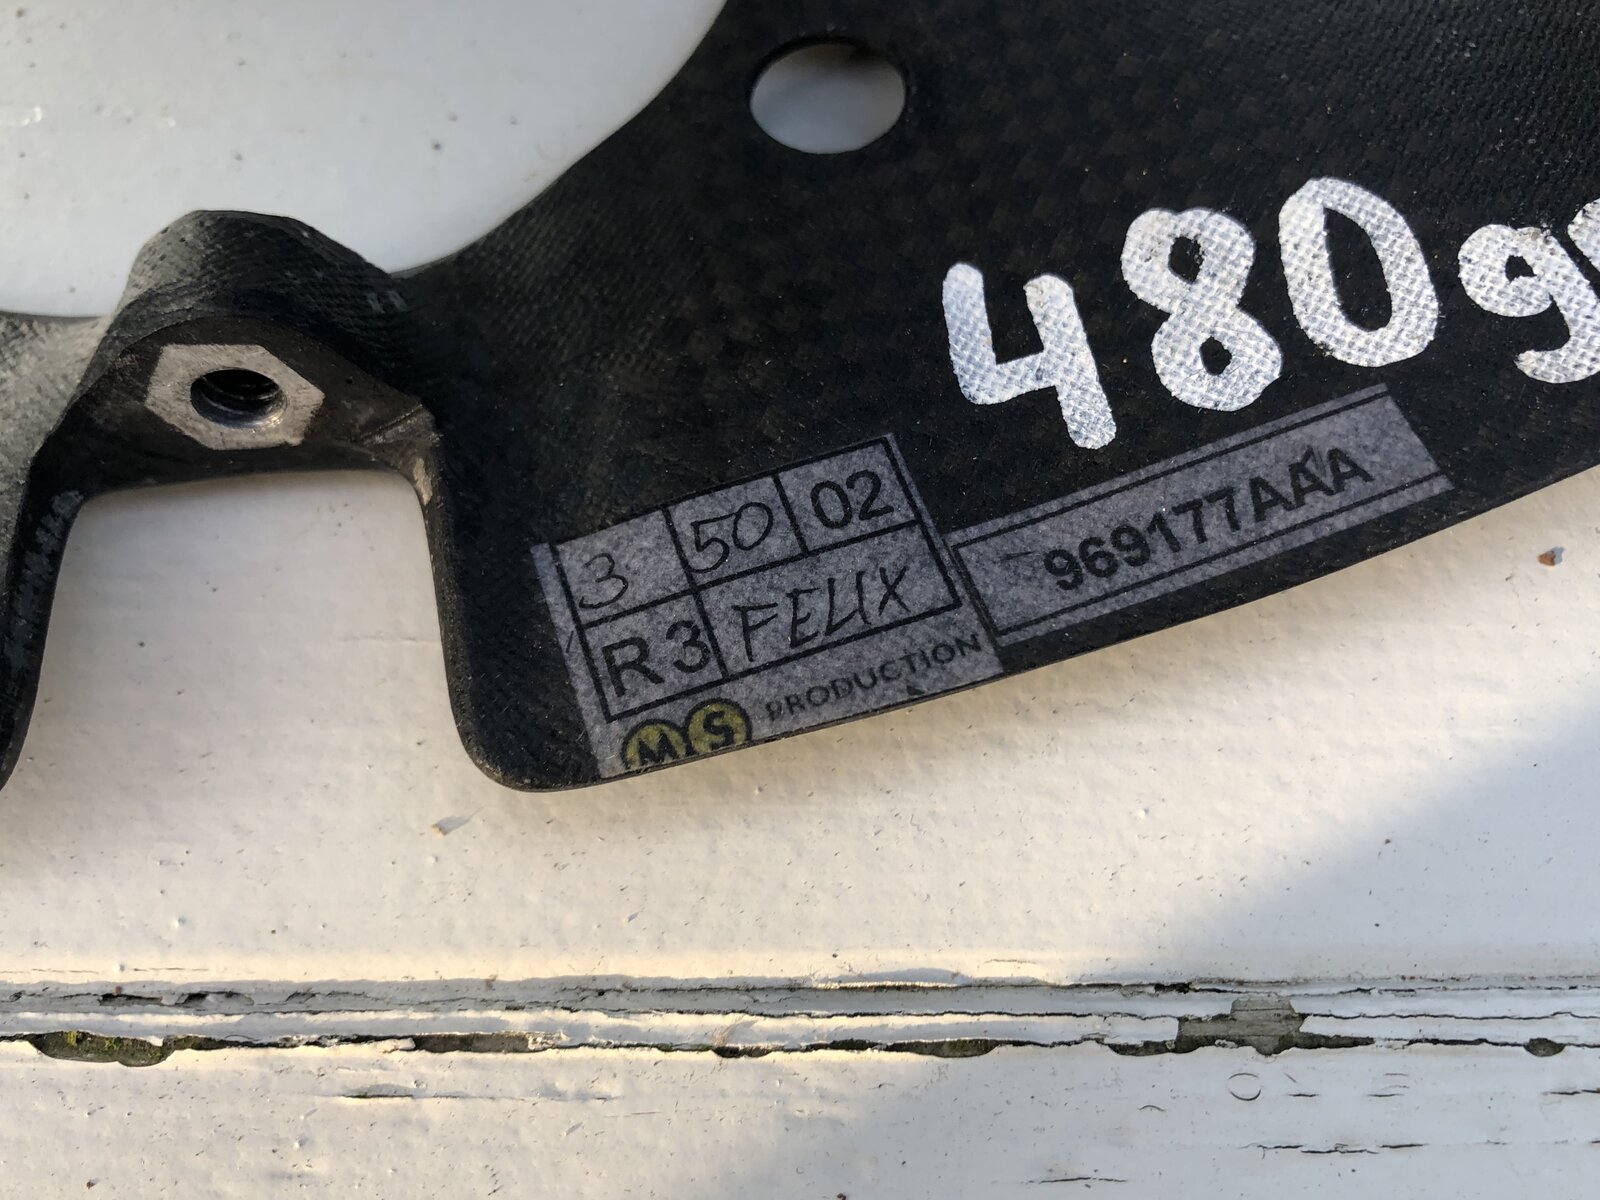 480g
3 50 02
R3 FELIX
MS PRODUCTION
969177AAA